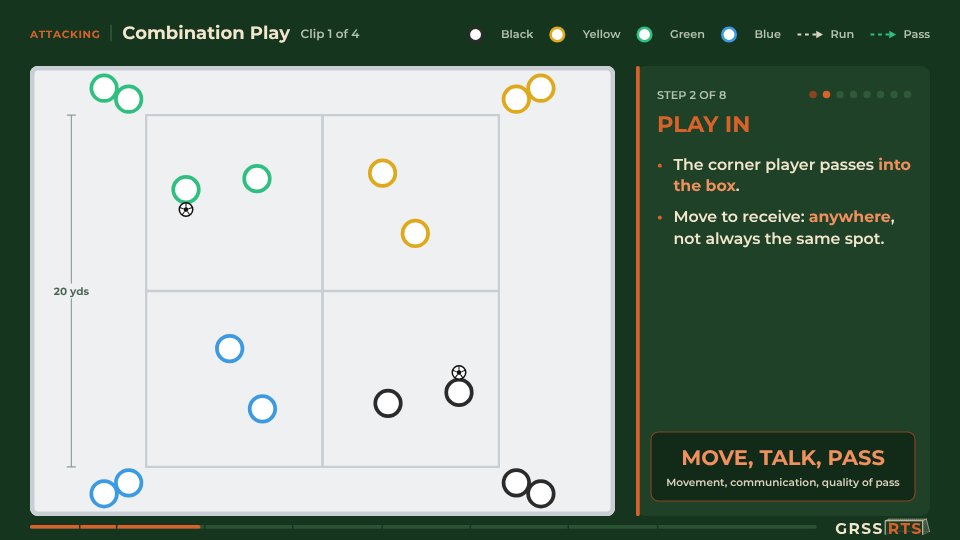 ATTACKING Combination Play Clip 1 of 4
Black Yellow Green Blue Run Pass
20 yds
STEP 2 OF 8
PLAY IN
• The corner player passes into
the box.
• Move to receive: anywhere,
not always the same spot.
MOVE, TALK, PASS
Movement, communication, quality of pass
GRSS RTS